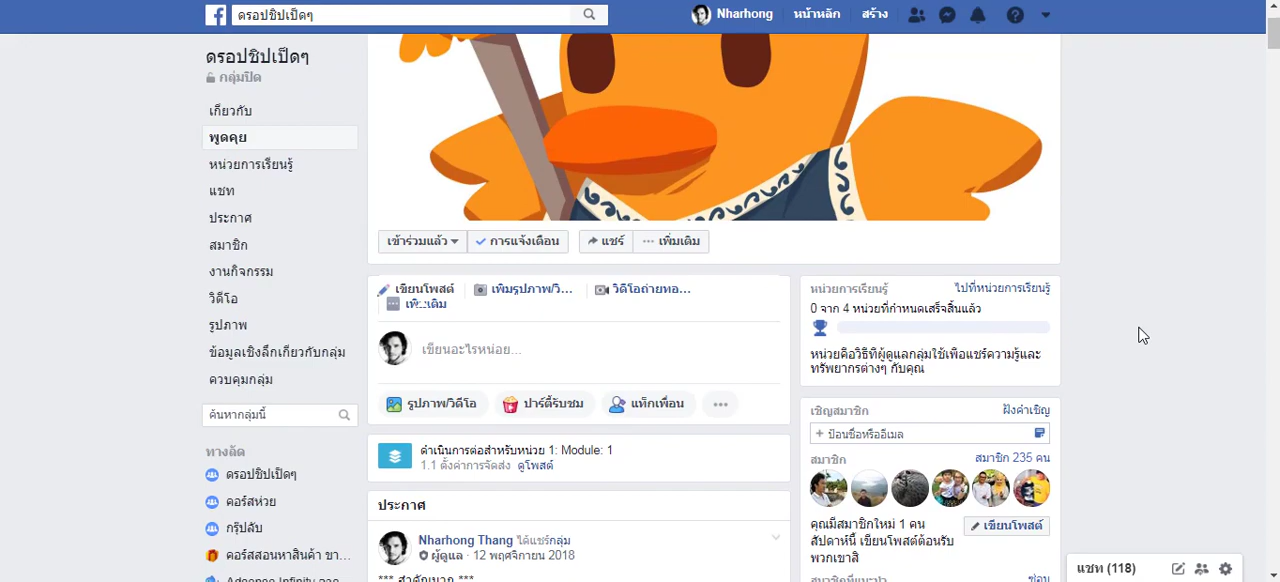 ดรอปชิปเป็ดๆ
Nharhong
หน้าหลัก
สร้าง
ดรอปชิปเป็ดๆ
กลุ่มปิด
เกี่ยวกับ
พูดคุย
หน่วยการเรียนรู้
แชท
ประกาศ
สมาชิก
งานกิจกรรม
วิดีโอ
รูปภาพ
ข้อมูลเชิงลึกเกี่ยวกับกลุ่ม
ควบคุมกลุ่ม
ค้นหากลุ่มนี้
ทางลัด
ดรอปชิปเป็ดๆ
คอร์สห่วย
กรุ๊ปลับ
คอร์สสอนหาสินค้า ขา...
เข้าร่วมแล้ว
การแจ้งเตือน
แชร์
เพิ่มเติม
เขียนโพสต์
เพิ่มรูปภาพ/วิ...
วิดีโอถ่ายทอ...
เพิ่มเติม
เขียนอะไรหน่อย...
รูปภาพ/วิดีโอ
ปาร์ตี้รับชม
แท็กเพื่อน
ดำเนินการต่อสำหรับหน่วย 1: Module: 1
1.1 ตั้งค่าการจัดส่ง ดูโพสต์
ประกาศ
Nharhong Thang ได้แชร์กลุ่ม
ผู้ดูแล · 12 พฤศจิกายน 2018
*** สำคัญมาก ***
หน่วยการเรียนรู้
ไปที่หน่วยการเรียนรู้
0 จาก 4 หน่วยที่กำหนดเสร็จสิ้นแล้ว
หน่วยคือวิธีที่ผู้ดูแลกลุ่มใช้เพื่อแชร์ความรู้และ
ทรัพยากรต่างๆ กับคุณ
เชิญสมาชิก
ฝังคำเชิญ
+ ป้อนชื่อหรืออีเมล
สมาชิก
สมาชิก 235 คน
คุณมีสมาชิกใหม่ 1 คน
สัปดาห์นี้ เขียนโพสต์ต้อนรับ
พวกเขาสิ
เขียนโพสต์
สมาชิกที่แนะนำ
ซ่อน
แชท (118)